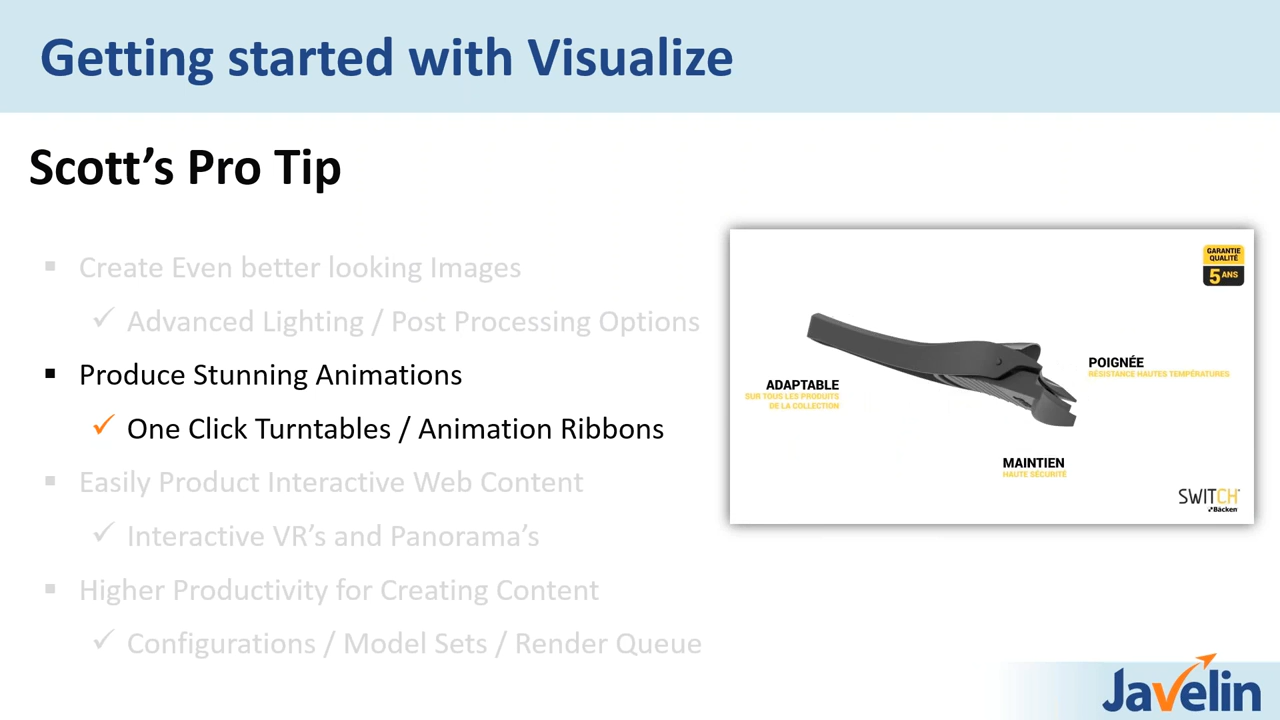 Getting started with Visualize
Scott’s Pro Tip
▪ Create Even better looking Images
✓ Advanced Lighting / Post Processing Options
▪ Produce Stunning Animations
✓ One Click Turntables / Animation Ribbons
▪ Easily Product Interactive Web Content
✓ Interactive VR’s and Panorama’s
▪ Higher Productivity for Creating Content
✓ Configurations / Model Sets / Render Queue
GARANTIE
QUALITÉ
5 ANS
POIGNÉE
RÉSISTANCE HAUTES TEMPÉRATURES
ADAPTABLE
SUR TOUS LES PRODUITS
DE LA COLLECTION
MAINTIEN
HAUTE SÉCURITÉ
SWITCH
Bäcken
Javelin